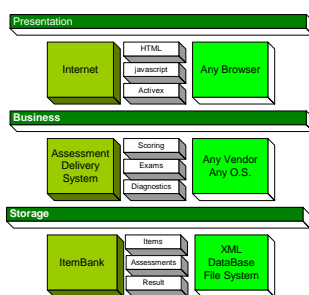 Presentation
Internet
HTML
javascript
Activex
Any Browser
Business
Assessment
Delivery
System
Scoring
Exams
Diagnostics
Any Vendor
Any O.S.
Storage
ItemBank
Items
Assessments
Result
XML
DataBase
File System